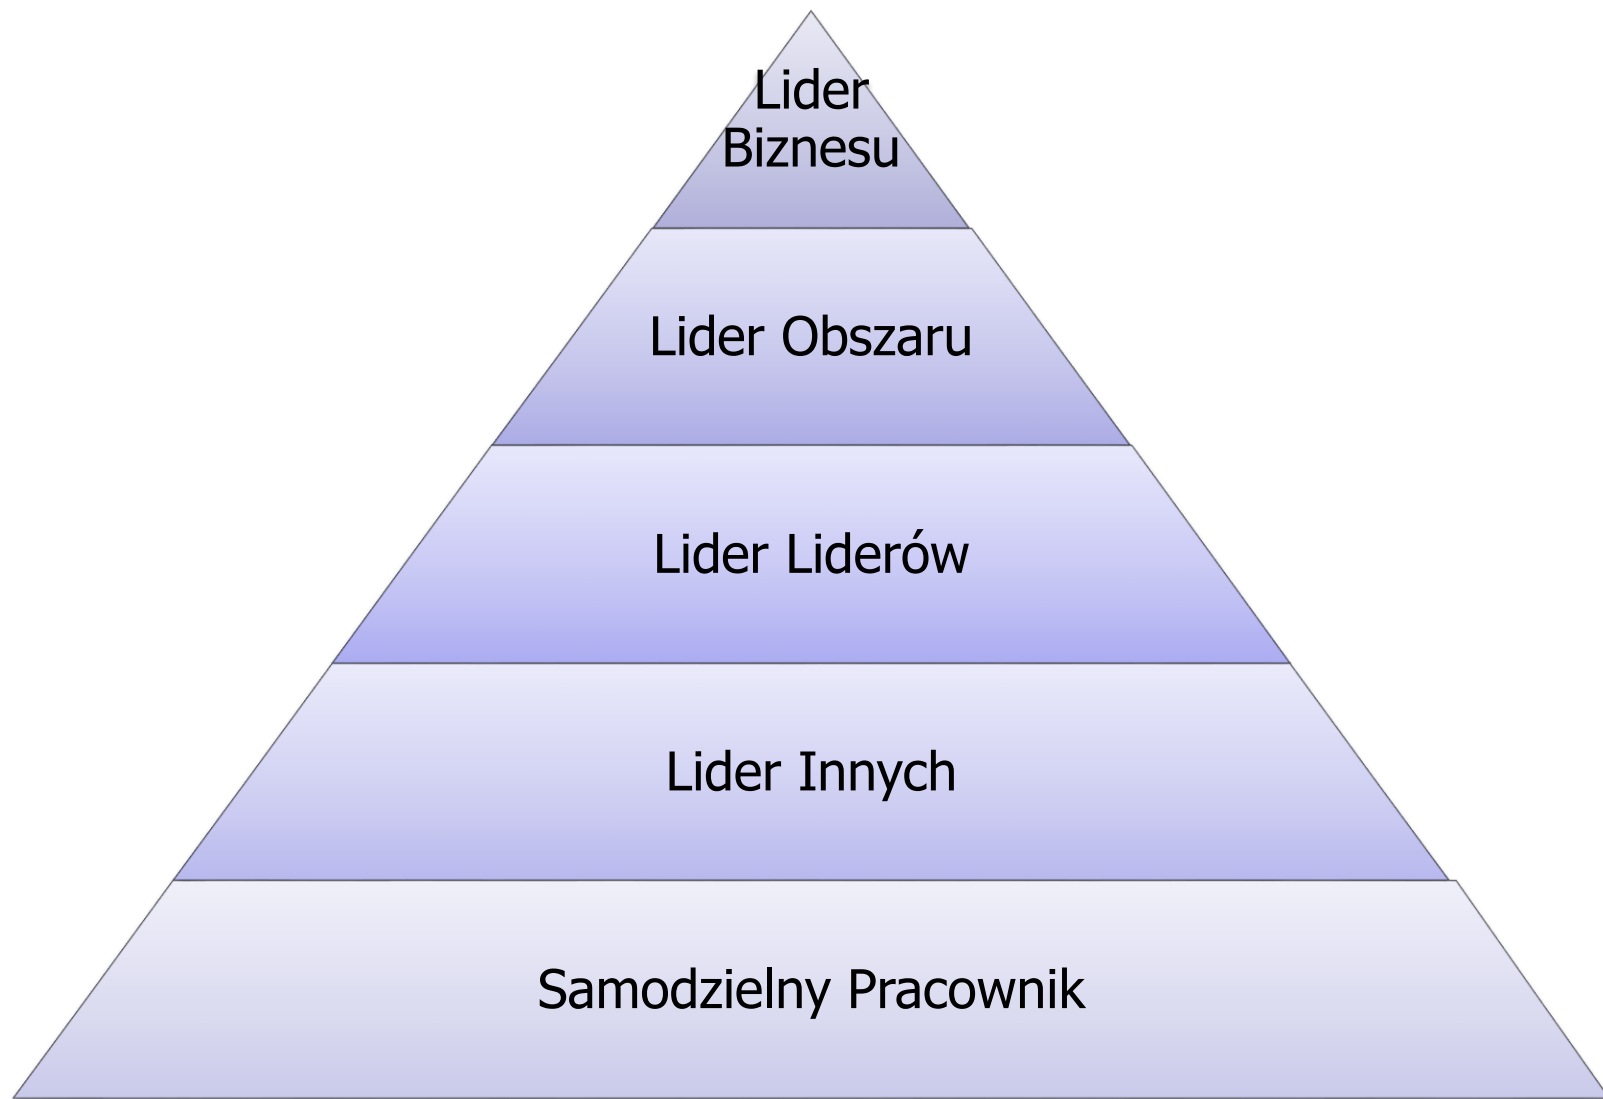 Lider
Biznesu
Lider Obszaru
Lider Liderów
Lider Innych
Samodzielny Pracownik